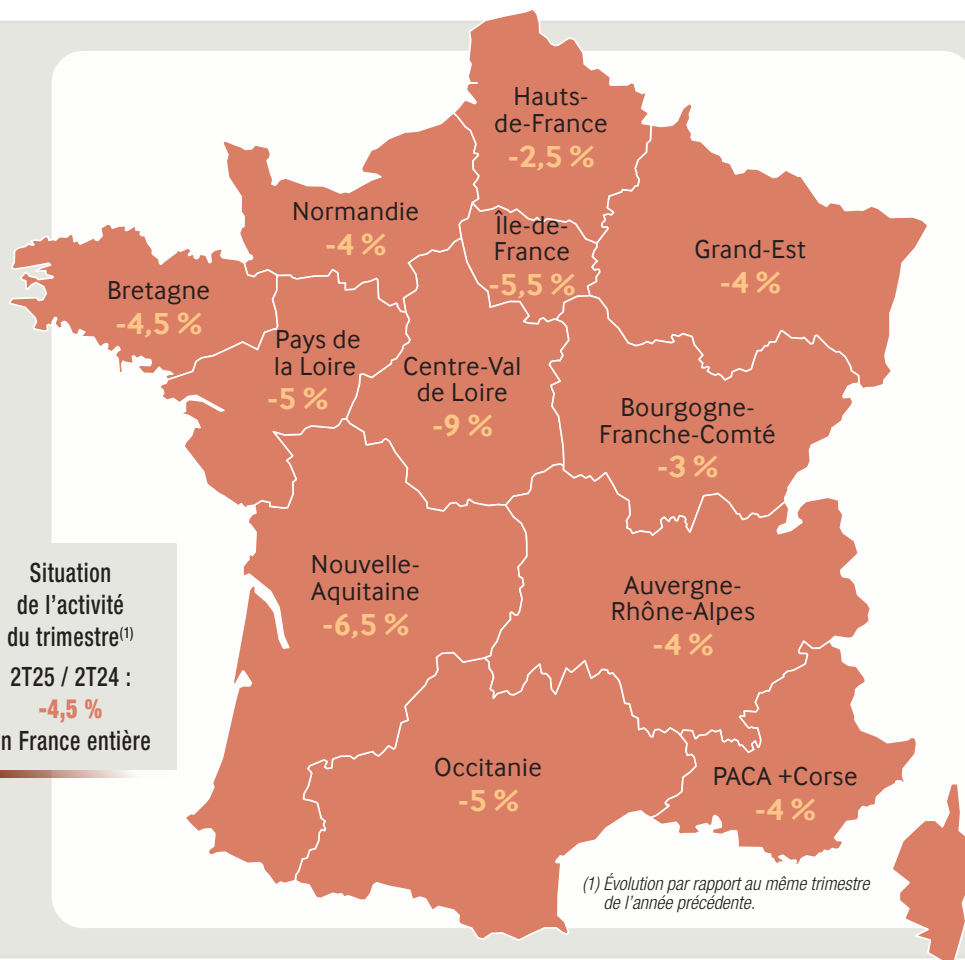 Hauts-
de-France
-2,5 %
Normandie
-4 %
Île-de-
France
-5,5 %
Grand-Est
-4 %
Bretagne
-4,5 %
Pays de
la Loire
-5 %
Centre-Val
de Loire
-9 %
Bourgogne-
Franche-Comté
-3 %
Nouvelle-
Aquitaine
-6,5 %
Auvergne-
Rhône-Alpes
-4 %
Occitanie
-5 %
PACA +Corse
-4 %
Situation
de l'activité
du trimestre(1)
2T25 / 2T24 :
-4,5 %
n France entière
(1) Évolution par rapport au même trimestre
de l'année précédente.